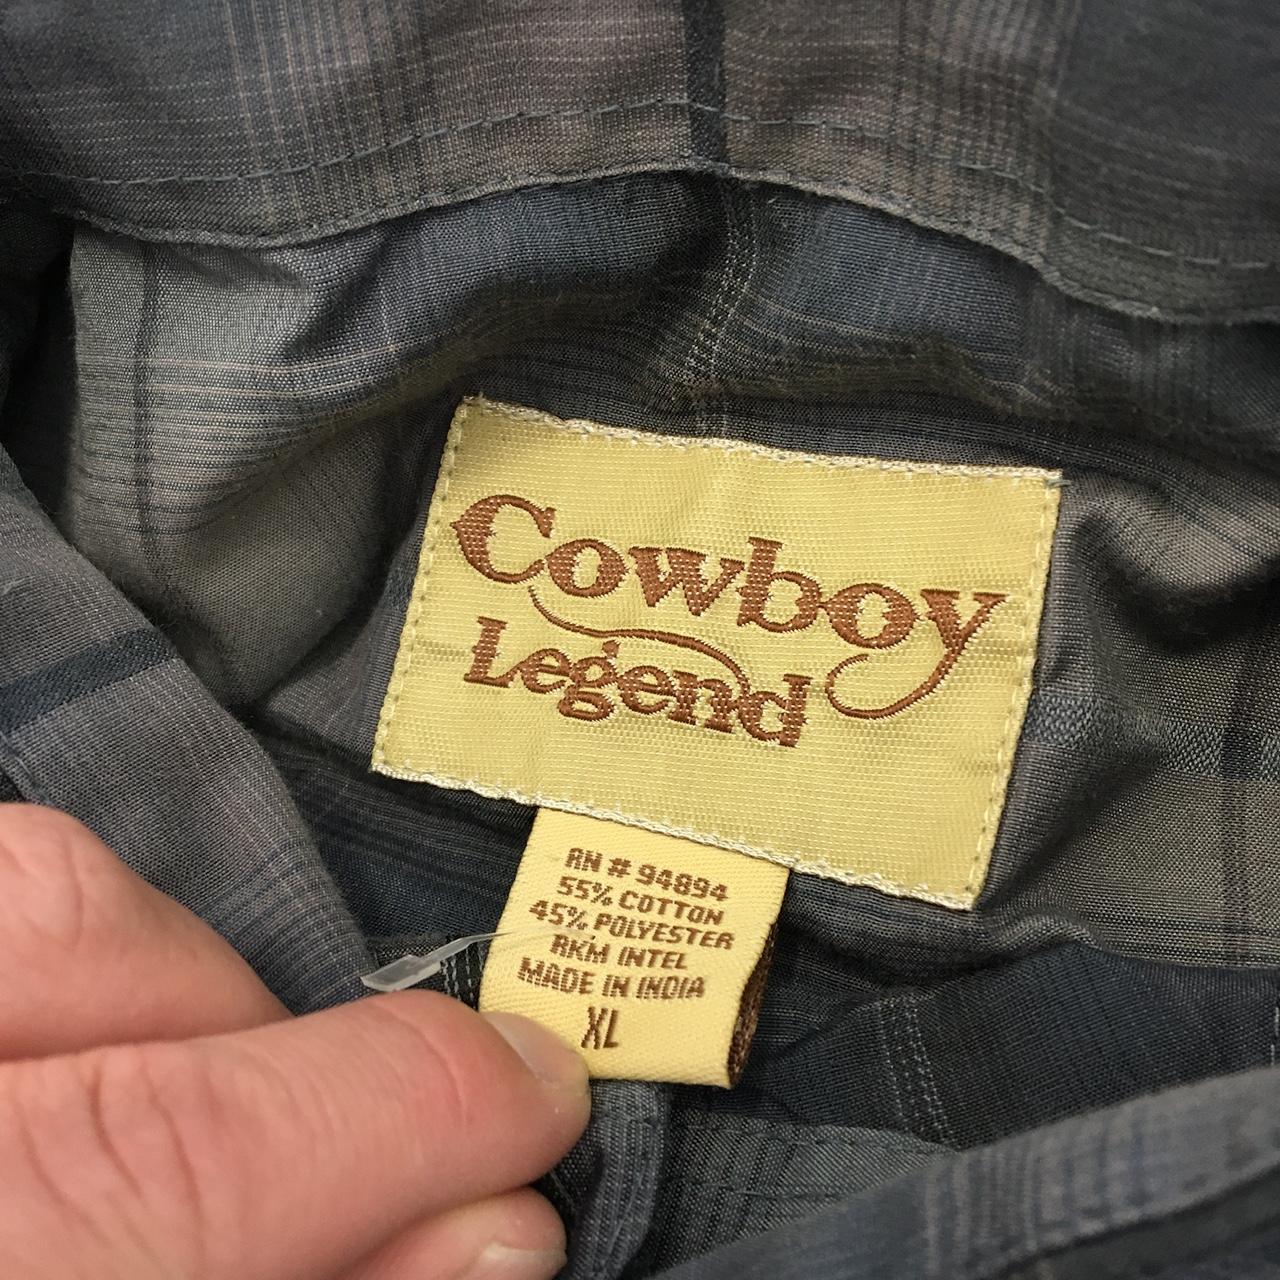 Cowboy
Legend
RN # 94894
55% COTTON
45% POLYESTER
RKM INTEL
MADE IN INDIA
XL